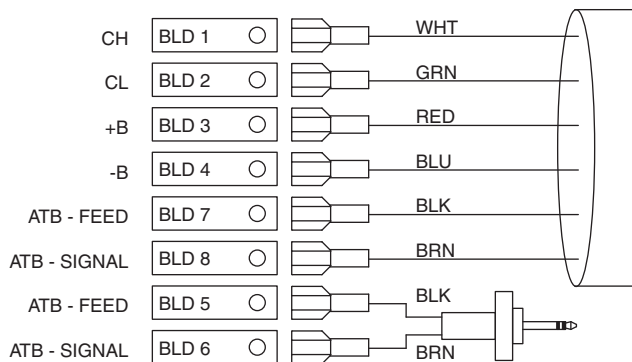 CH BLD 1 WHT
CL BLD 2 GRN
+B BLD 3 RED
-B BLD 4 BLU
ATB - FEED BLD 7 BLK
ATB - SIGNAL BLD 8 BRN
ATB - FEED BLD 5 BLK
ATB - SIGNAL BLD 6 BRN